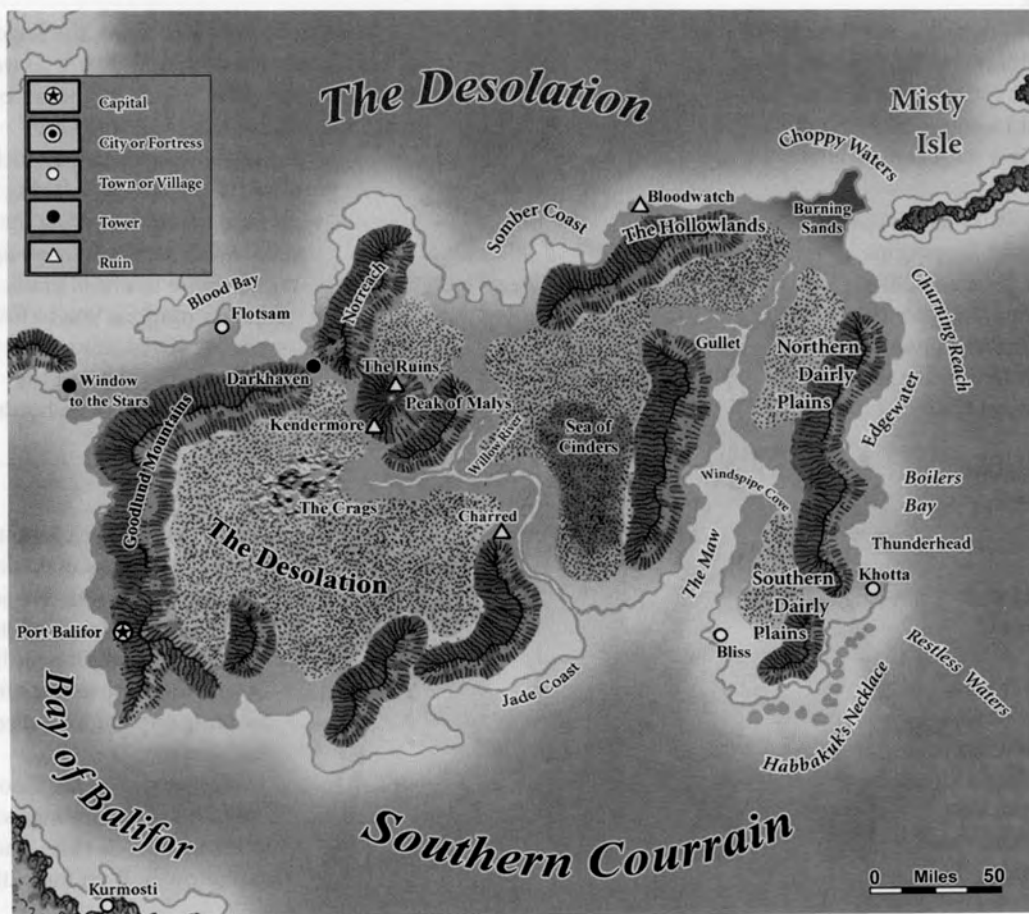 Capital
City or Fortress
Town or Village
Tower
Ruin
The Desolation
Misty
Isle
Choppy Waters
Bloodwatch
The Hollowlands
Burning
Sands
Somber Coast
Blood Bay
Flotsam
Norreach
Churning Reach
Window
to the Stars
Darkhaven
The Ruins
Peak of Malys
Kendermore
Gullet
Northern
Dairly
Plains
Edgewater
Goodlund Mountains
Willow River
Sea of
Cinders
The Crags
Windspipe Cove
Boilers
Bay
Charred
The Desolation
The Maw
Thunderhead
Khotta
Southern
Dairly
Plains
Port Balifor
Bliss
Jade Coast
Restless Waters
Habbakuk's Necklace
Bay of Balifor
Southern Courrain
Kurmosti
0 Miles 50